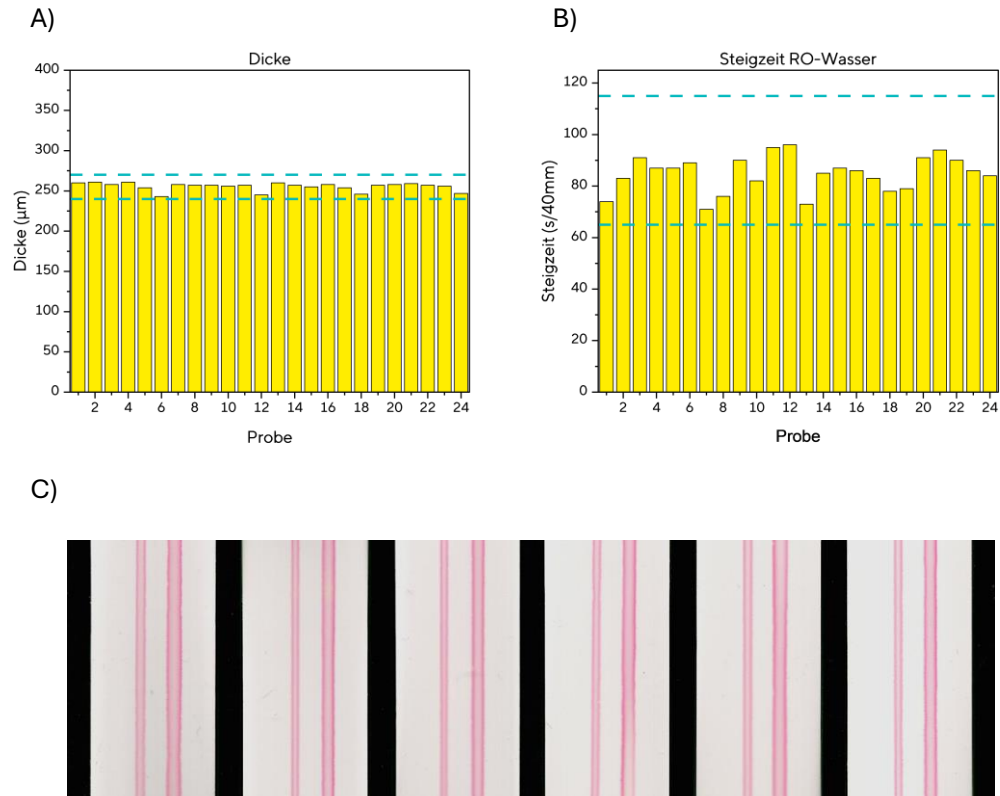 A)
Dicke
400
350
300
250
200
150
100
50
0
Dicke (µm)
2 4 6 8 10 12 14 16 18 20 22 24
Probe
B)
Steigzeit RO-Wasser
120
100
80
60
40
20
0
Steigzeit (s/40mm)
2 4 6 8 10 12 14 16 18 20 22 24
Probe
C)